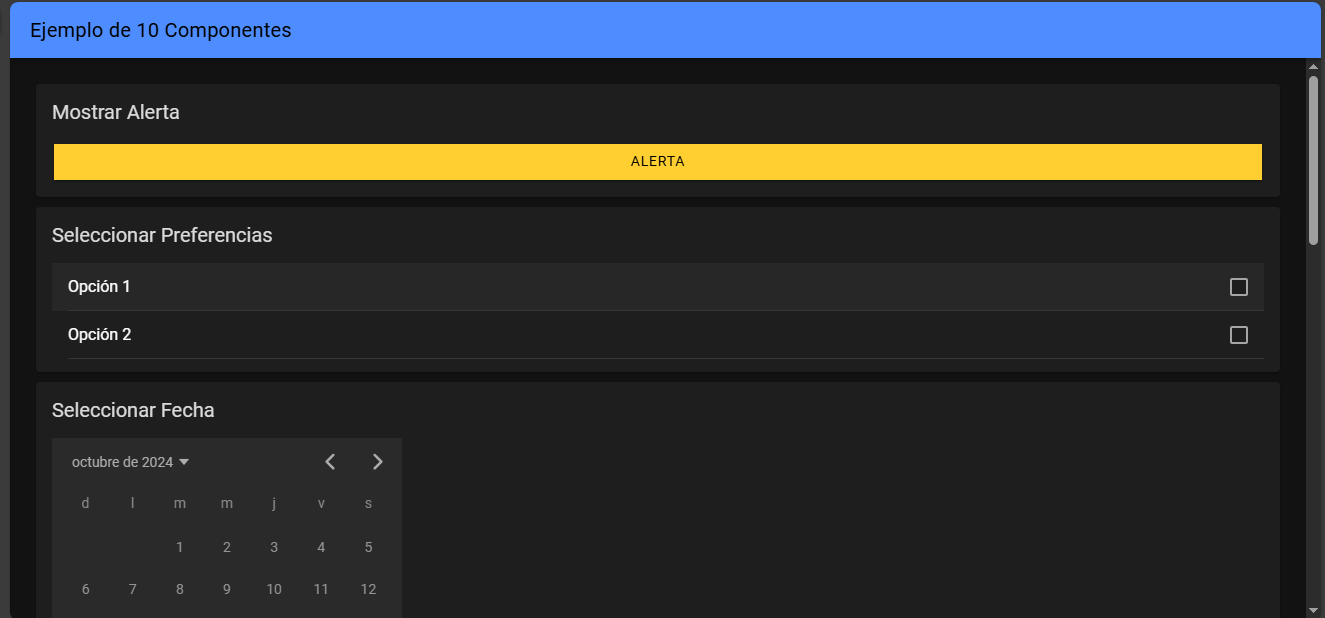 Ejemplo de 10 Componentes
Mostrar Alerta
ALERTA
Seleccionar Preferencias
Opción 1
Opción 2
Seleccionar Fecha
octubre de 2024
d l m m j v s
1 2 3 4 5
6 7 8 9 10 11 12